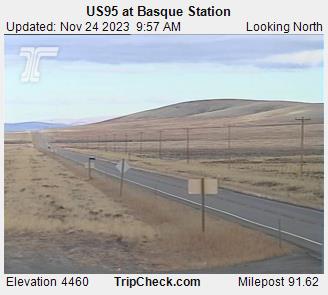 US95 at Basque Station
Updated: Nov 24 2023 9:57 AM Looking North
Elevation 4460 TripCheck.com Milepost 91.62